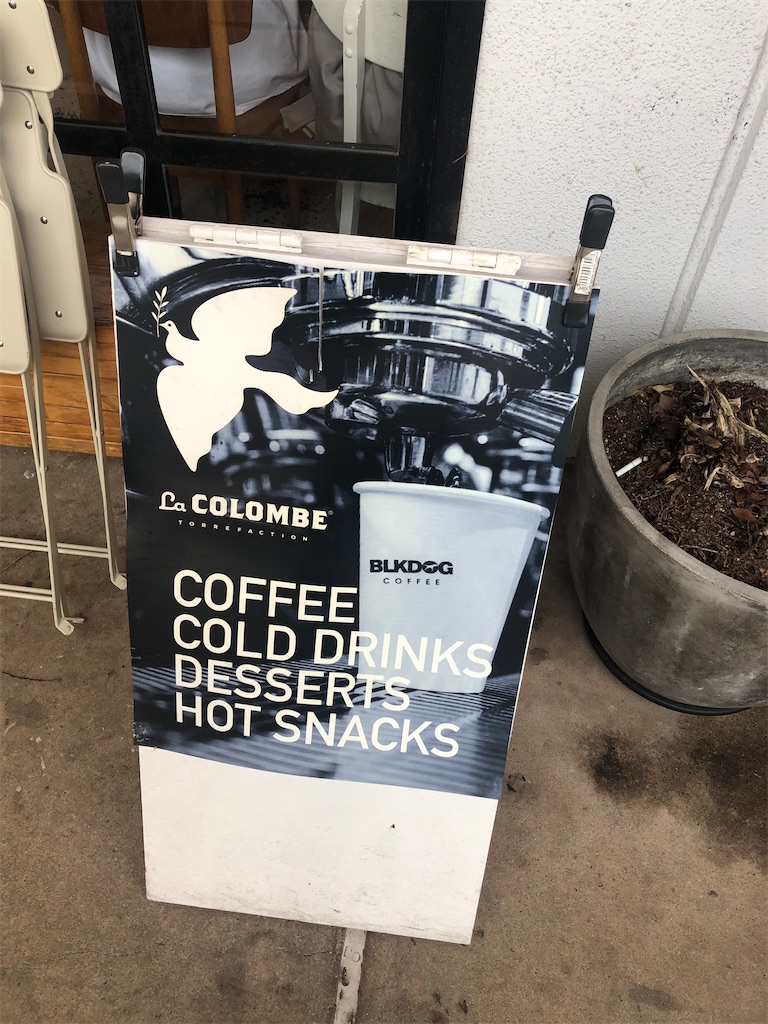 La COLOMBE®
TORREFACTION
BLKDOG
COFFEE
COFFEE
COLD DRINKS
DESSERTS
HOT SNACKS